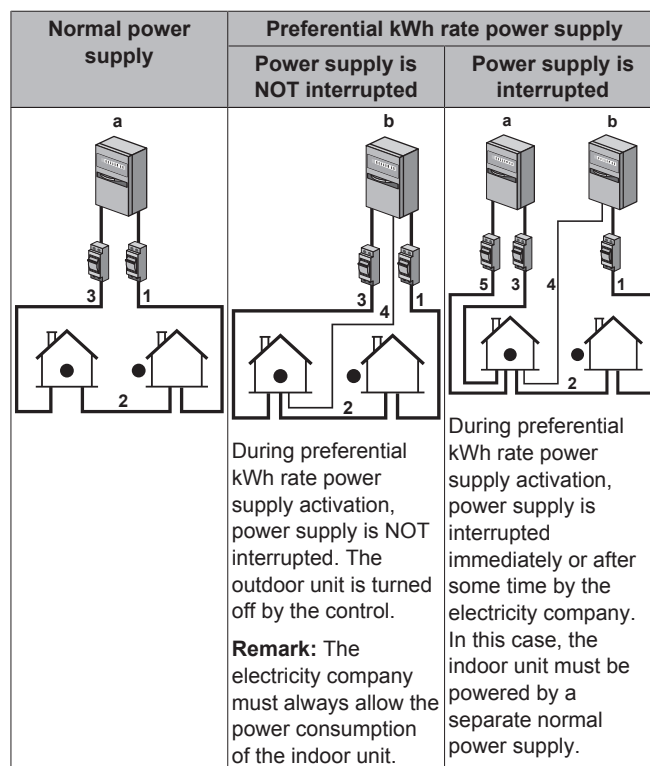 Normal power
supply
Preferential kWh rate power supply
Power supply is
NOT interrupted
Power supply is
interrupted
a
3
1
2
b
3
4
1
2
During preferential
kWh rate power
supply activation,
power supply is NOT
interrupted. The
outdoor unit is turned
off by the control.
Remark: The
electricity company
must always allow the
power consumption
of the indoor unit.
a
b
5
3
4
1
2
During preferential
kWh rate power
supply activation,
power supply is
interrupted
immediately or after
some time by the
electricity company.
In this case, the
indoor unit must be
powered by a
separate normal
power supply.